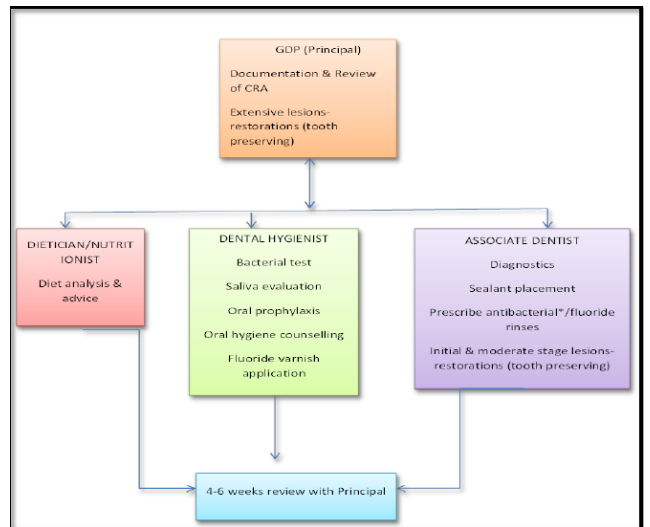 GDP (Principal)
Documentation & Review
of CRA
Extensive lesions-
restorations (tooth
preserving)
DIETICIAN/NUTRIT
IONIST
Diet analysis &
advice
DENTAL HYGIENIST
Bacterial test
Saliva evaluation
Oral prophylaxis
Oral hygiene counselling
Fluoride varnish
application
ASSOCIATE DENTIST
Diagnostics
Sealant placement
Prescribe antibacterial*/fluoride
rinses
Initial & moderate stage lesions-
restorations (tooth preserving)
4-6 weeks review with Principal